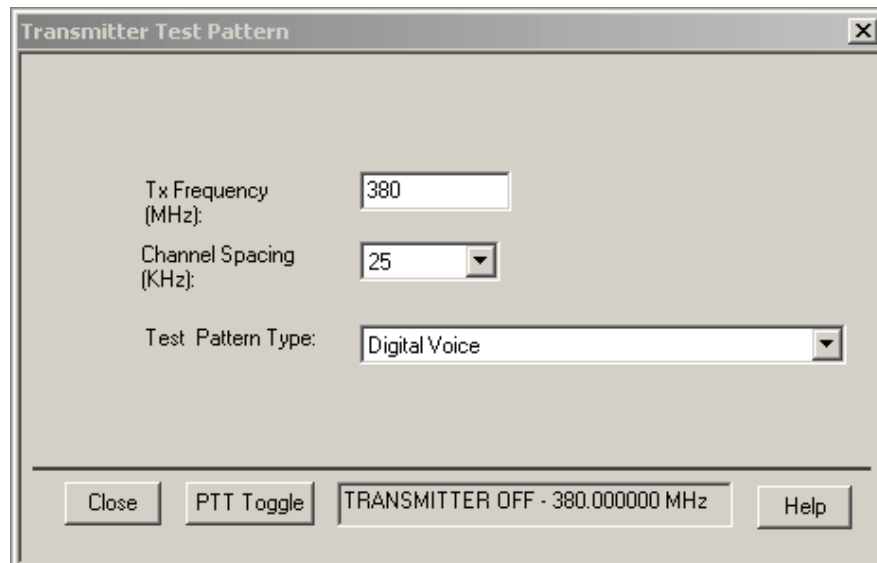 Transmitter Test Pattern
Tx Frequency
(MHz):
380
Channel Spacing
(KHz):
25
Test Pattern Type:
Digital Voice
Close
PTT Toggle
TRANSMITTER OFF - 380.000000 MHz
Help